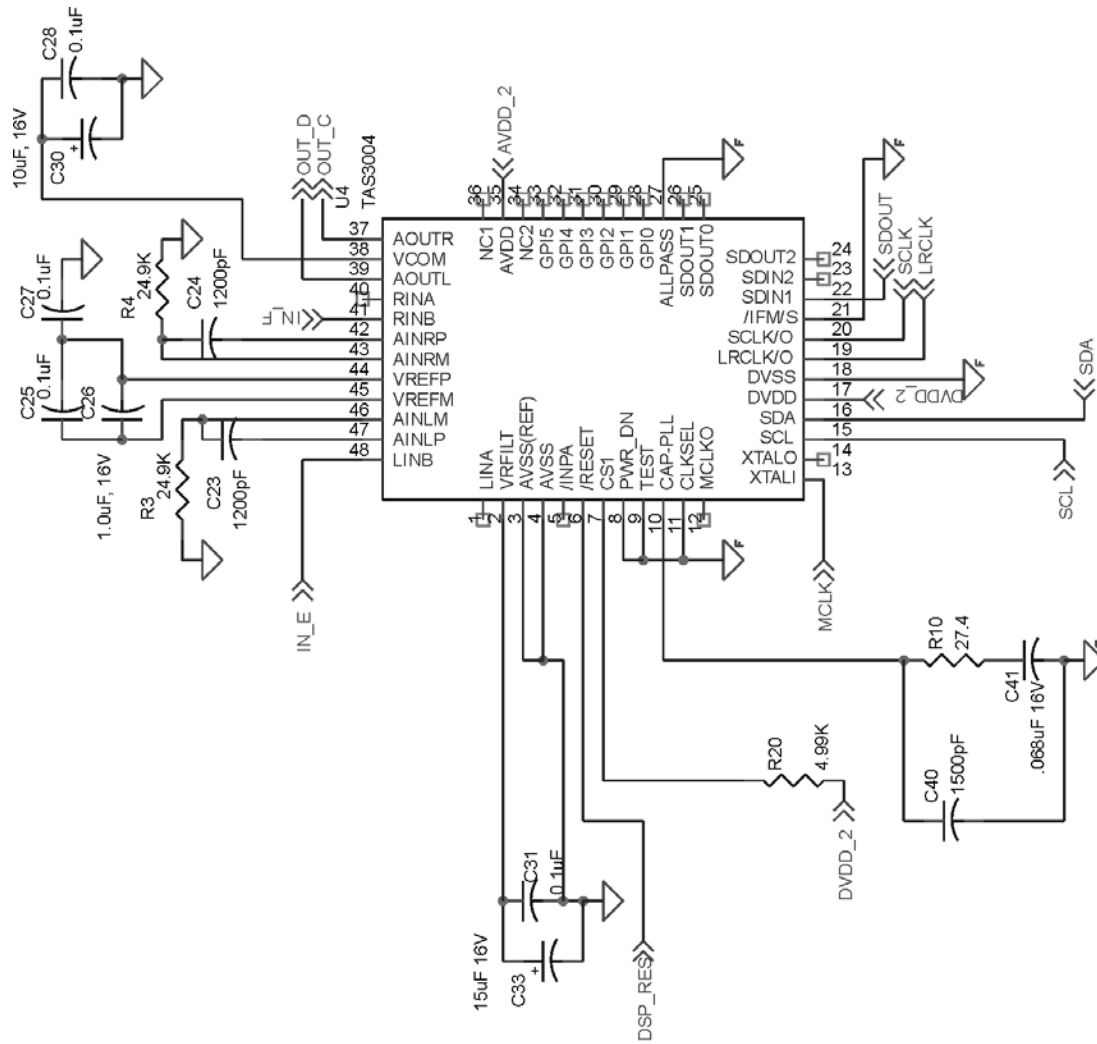 C28
0.1uF
10uF, 16V
C30
OUT_D
OUT_C
U4
TAS3004
AVDD_2
C27
0.1uF
R4
24.9K
C24
1200pF
IN_F
C25
0.1uF
C26
1.0uF, 16V
R3
24.9K
C23
1200pF
IN_E
37 AOUTR
38 VCOM
39 AOUTL
40 RINA
41 RINB
42 AINRP
43 AINRM
44 VREFP
45 VREFM
46 AINLM
47 AINLP
48 LINB
36 NC1
35 AVDD
34 NC2
33 GPI5
32 GPI4
31 GPI3
30 GPI2
29 GPI1
28 GPI0
27 ALLPASS
26 SDOUT1
25 SDOUT0
F
SDOUT2 24
SDIN2 23
SDIN1 22
/IFM/S 21
SCLK/O 20
LRCLK/O 19
DVSS 18
DVDD 17
SDA 16
SCL 15
XTALO 14
XTALI 13
F
SDOUT
SCLK
LRCLK
F
DVDD_2
SDA
SCL
MCLK
1 LINA
2 VRFILT
3 AVSS(REF)
4 AVSS
5 /INPA
6 /RESET
7 CS1
8 PWR_DN
9 TEST
10 CAP-PLL
11 CLKSEL
12 MCLKO
F
R10
27.4
C41
.068uF 16V
C40
1500pF
F
R20
4.99K
DVDD_2
C31
0.1uF
15uF 16V
C33
DSP_RES